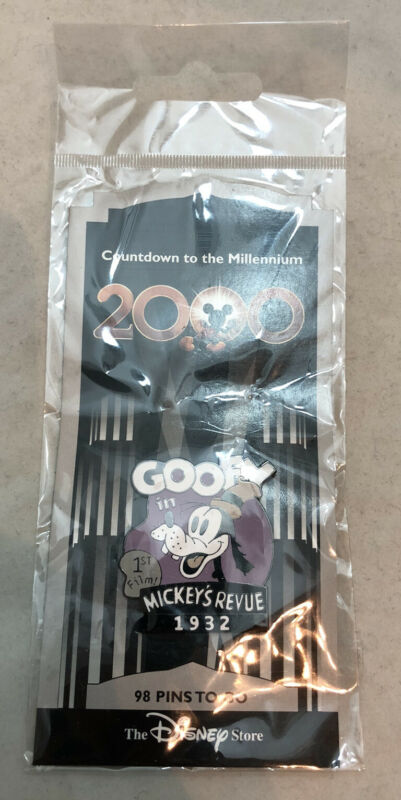 Countdown to the Millennium
2000
GOOFY
in
1ST
Film!
MICKEY'S REVUE
1932
98 PINS TO GO
The Disney Store